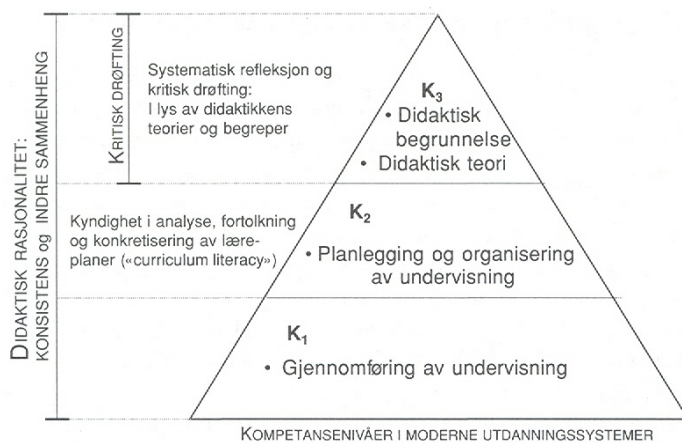 DIDAKTISK RASJONALITET:
KONSISTENS og INDRE SAMMENHENG
KRITISK DRØFTING
Systematisk refleksjon og
kritisk drøfting:
I lys av didaktikkens
teorier og begreper
K3
• Didaktisk
begrunnelse
• Didaktisk teori
Kyndighet i analyse, fortolkning
og konkretisering av lære-
planer («curriculum literacy»)
K2
• Planlegging og organisering
av undervisning
K1
• Gjennomføring av undervisning
KOMPETANSENIVÅER I MODERNE UTDANNINGSSYSTEMER